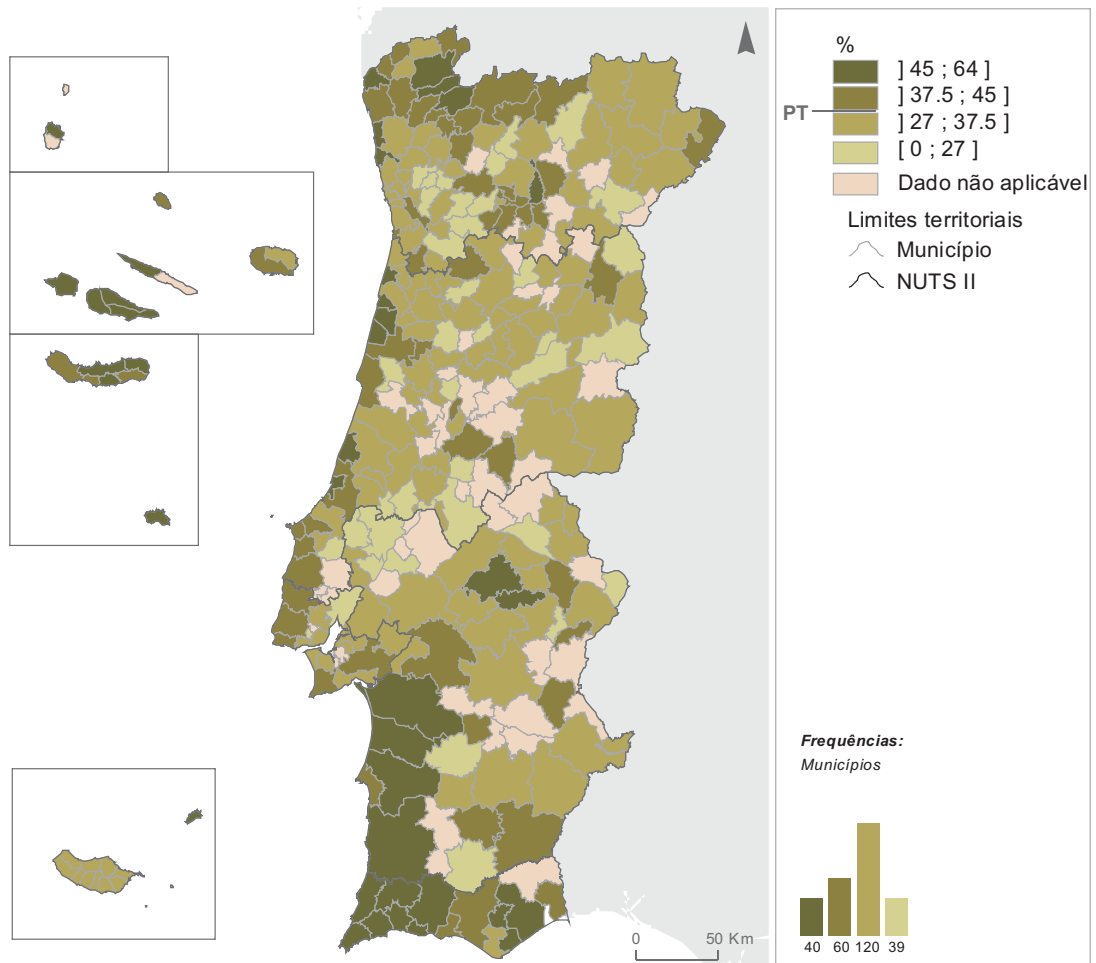 %
] 45 ; 64 ]
] 37.5 ; 45 ]
PT
] 27 ; 37.5 ]
[ 0 ; 27 ]
Dado não aplicável
Limites territoriais
Município
NUTS II
Frequências:
Municípios
40 60 120 39
0 50 Km